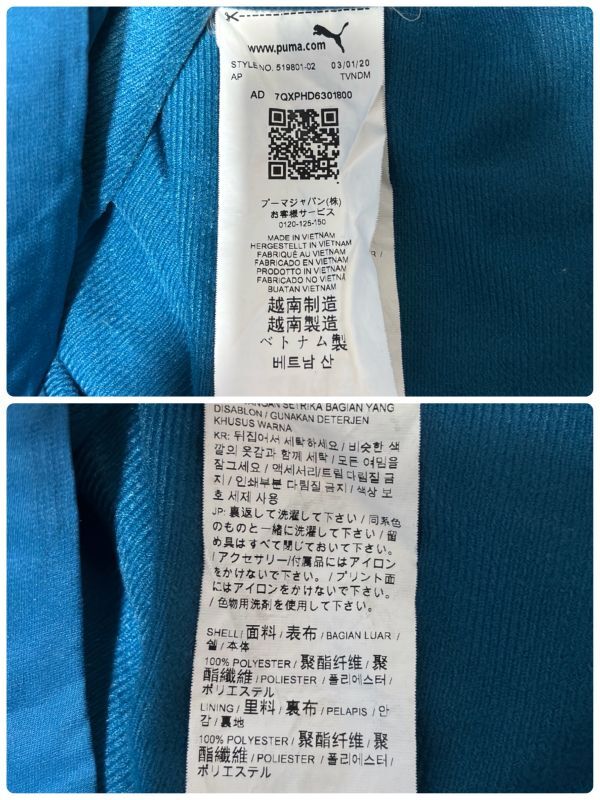 www.puma.com
STYLE NO. 519801-02 03/01/20
AP TVNDM
AD 7QXPHD6301800
プーマジャパン(株)
お客様サービス
0120-125-150
MADE IN VIETNAM
HERGESTELLT IN VIETNAM
FABRIQUÉ AU VIETNAM
FABRICADO EN VIETNAM
PRODOTTO IN VIETNAM
FABRICADO NO VIETNÃ
BUATAN VIETNAM
越南制造
越南製造
ベトナム製
베트남 산
SETRIKA BAGIAN YANG
DISABLON / GUNAKAN DETERJEN
KHUSUS WARNA
KR: 뒤집어서 세탁하세요 / 비슷한 색
깔의 옷감과 함께 세탁 / 모든 여밈을
잠그세요 / 액세서리/트림 다림질 금
지 / 인쇄부분 다림질 금지 / 색상 보
호 세제 사용
JP: 裏返して洗濯して下さい / 同系色
のものと一緒に洗濯して下さい / 留
め具はすべて閉じておいて下さい。
/ アクセサリー/付属品にはアイロン
をかけないで下さい。 / プリント面
にはアイロンをかけないで下さい。
/ 色物用洗剤を使用して下さい。
SHELL / 面料 / 表布 / BAGIAN LUAR /
쉘 / 本体
100% POLYESTER / 聚酯纤维 / 聚
酯纖維 / POLIESTER / 폴리에스터 /
ポリエステル
LINING / 里料 / 裏布 / PELAPIS / 안
감 / 裏地
100% POLYESTER / 聚酯纤维 / 聚
酯纖維 / POLIESTER / 폴리에스터 /
ポリエステル